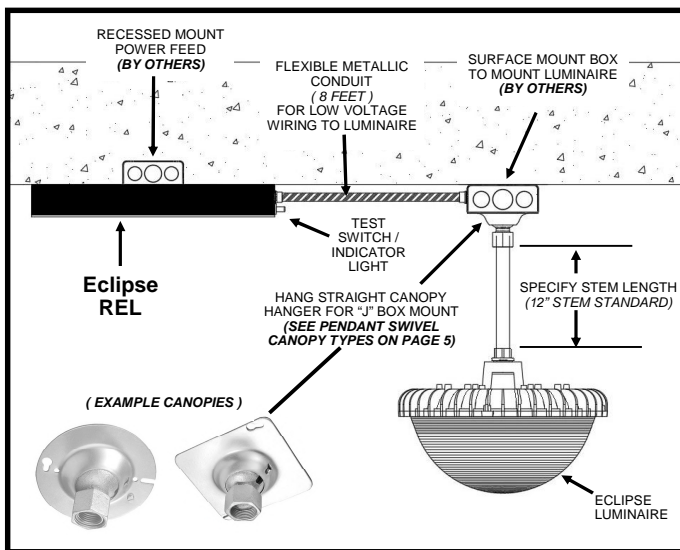 RECESSED MOUNT
POWER FEED
(BY OTHERS)
FLEXIBLE METALLIC
CONDUIT
( 8 FEET )
FOR LOW VOLTAGE
WIRING TO LUMINAIRE
SURFACE MOUNT BOX
TO MOUNT LUMINAIRE
(BY OTHERS)
TEST
SWITCH /
INDICATOR
LIGHT
Eclipse
REL
SPECIFY STEM LENGTH
(12” STEM STANDARD)
HANG STRAIGHT CANOPY
HANGER FOR “J” BOX MOUNT
(SEE PENDANT SWIVEL
CANOPY TYPES ON PAGE 5)
( EXAMPLE CANOPIES )
ECLIPSE
LUMINAIRE